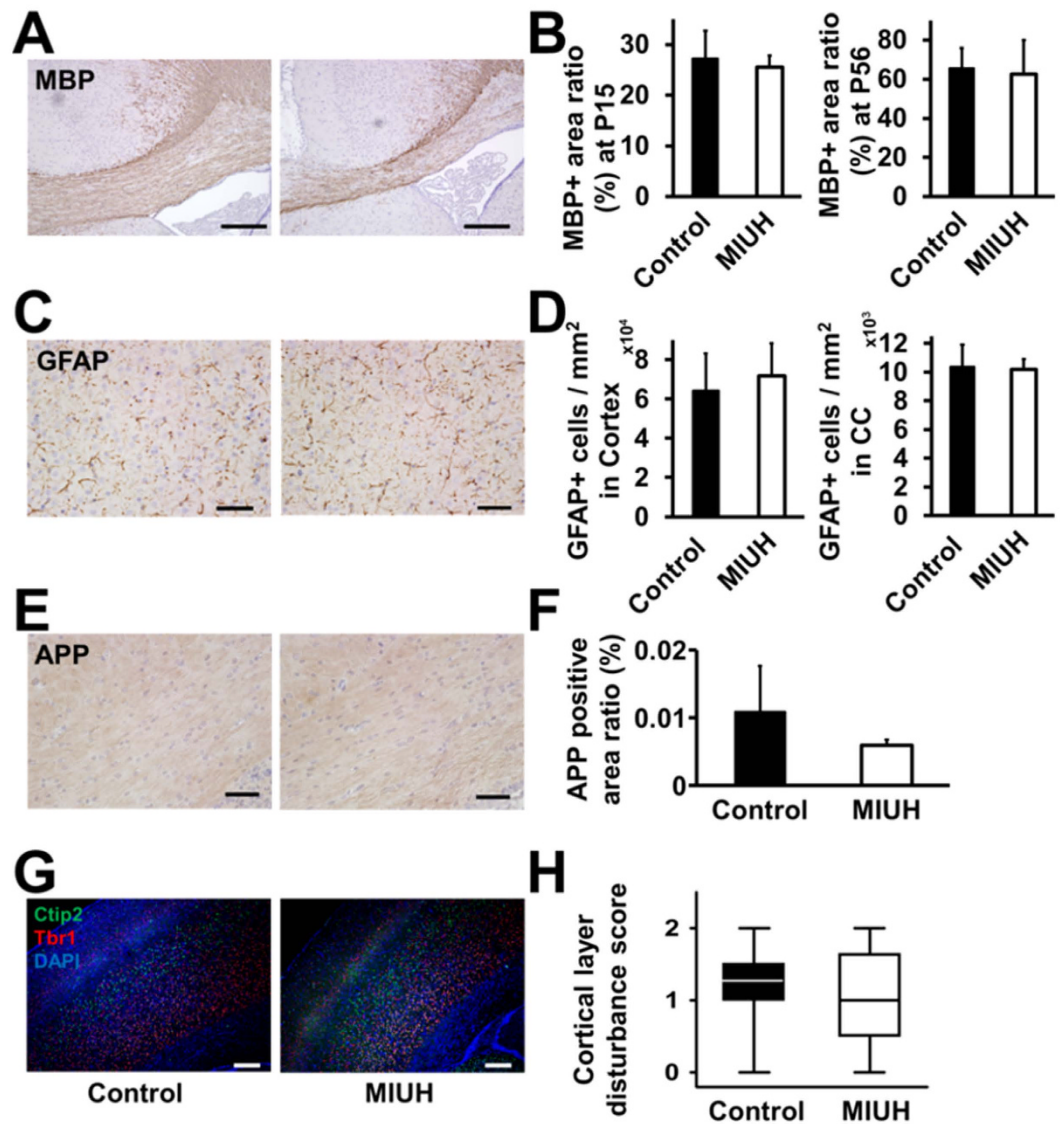 A
MBP
B
MBP+ area ratio
(%) at P15
30
20
10
0
Control
MIUH
MBP+ area ratio
(%) at P56
80
60
40
20
0
Control
MIIUH
C
GFAP
D
GFAP+ cells / mm2
in Cortex
x10⁴
8
6
4
2
0
Control
MIUH
GFAP+ cells / mm2
in CC
x10³
12
10
8
6
4
2
0
Control
MIUH
E
APP
F
APP positive
area ratio (%)
0.02
0.01
0
Control
MIUH
G
Ctip2
Tbr1
DAPI
Control
MIUH
H
Cortical layer
disturbance score
2
1
0
Control
MIUH